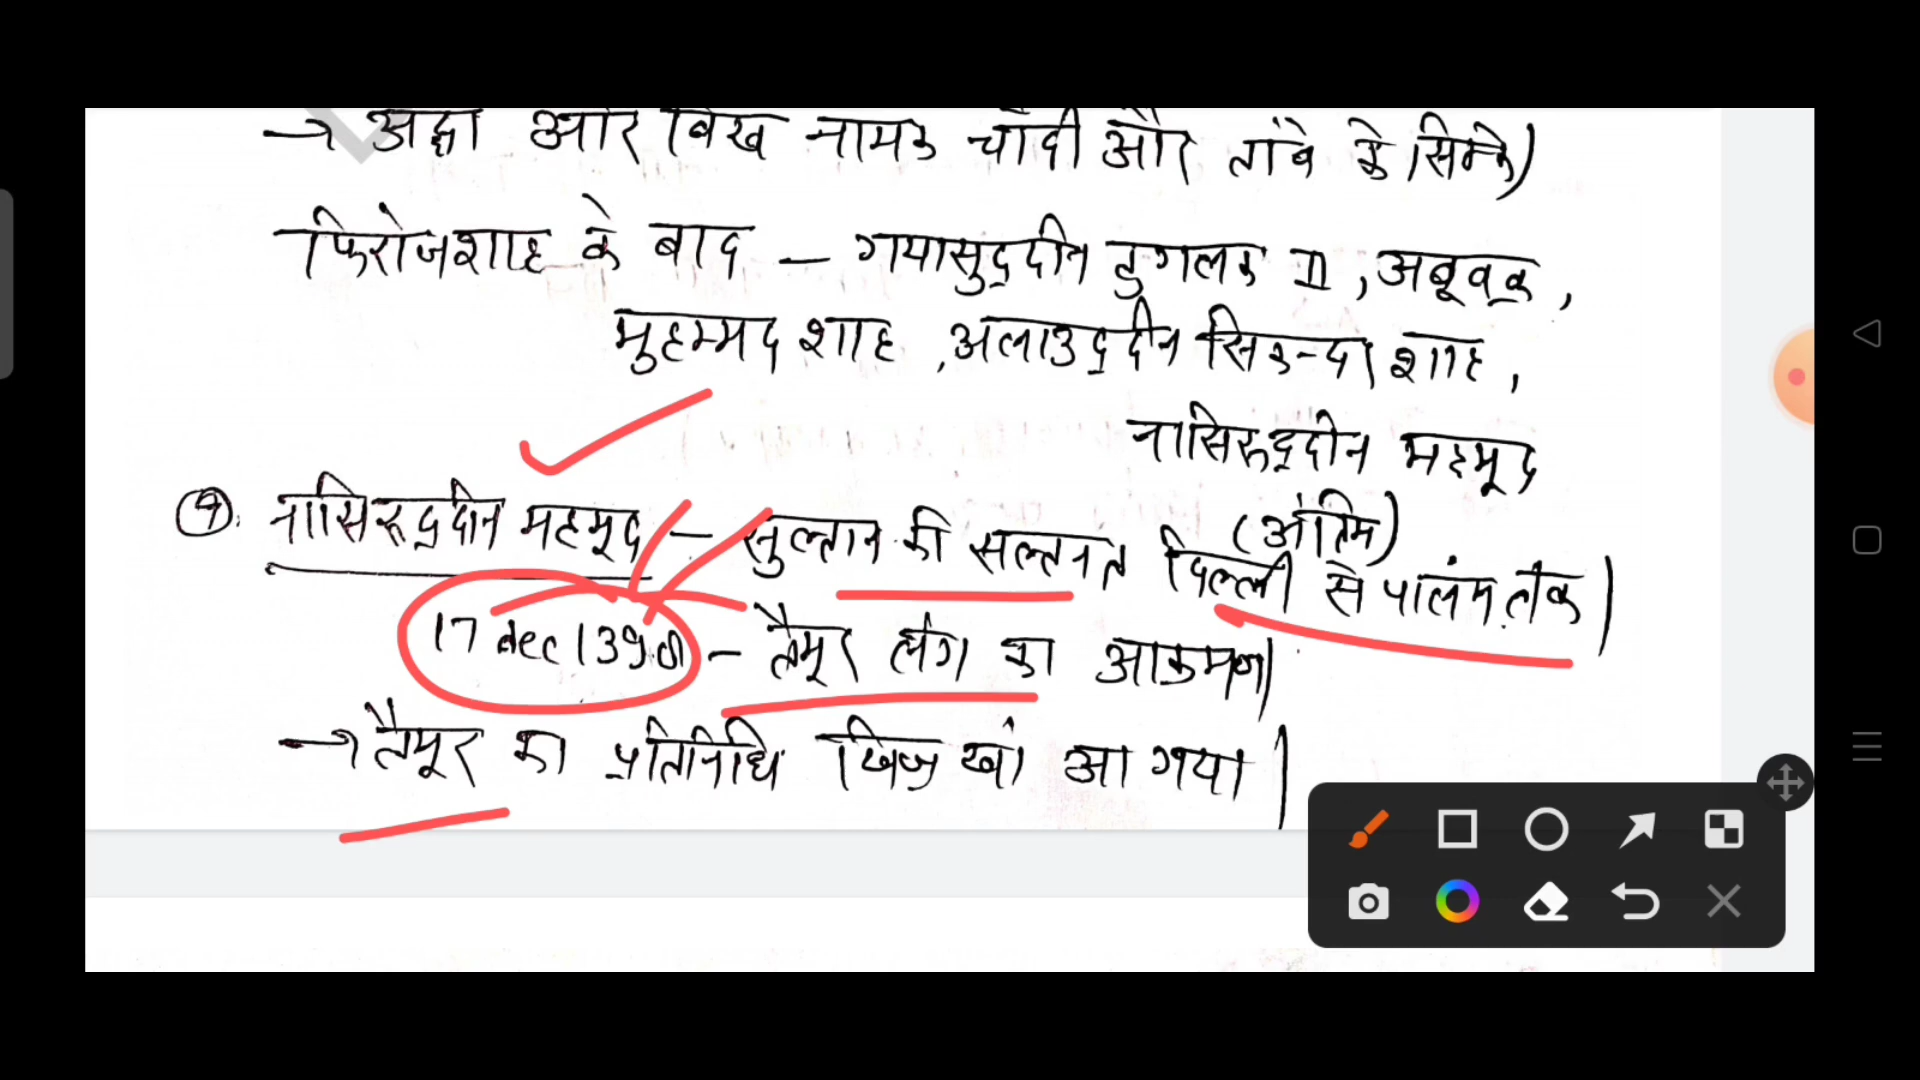 → अद्धा और बिख नामक चाँदी और तांबे के सिक्के)
फिरोजशाह के बाद – गयासुद्दीन तुगलक II, अबूबक्र,
मुहम्मद शाह, अलाउद्दीन सिकन्दर शाह,
नासिरूद्दीन महमूद
(अंतिम)
नासिरूद्दीन महमूद – सुल्तान की सल्तनत दिल्ली से पालम तक|
17 dec 1398 – तैमूर लंग का आक्रमण|
→ तैमूर का प्रतिनिधि खिज्र खां आ गया|